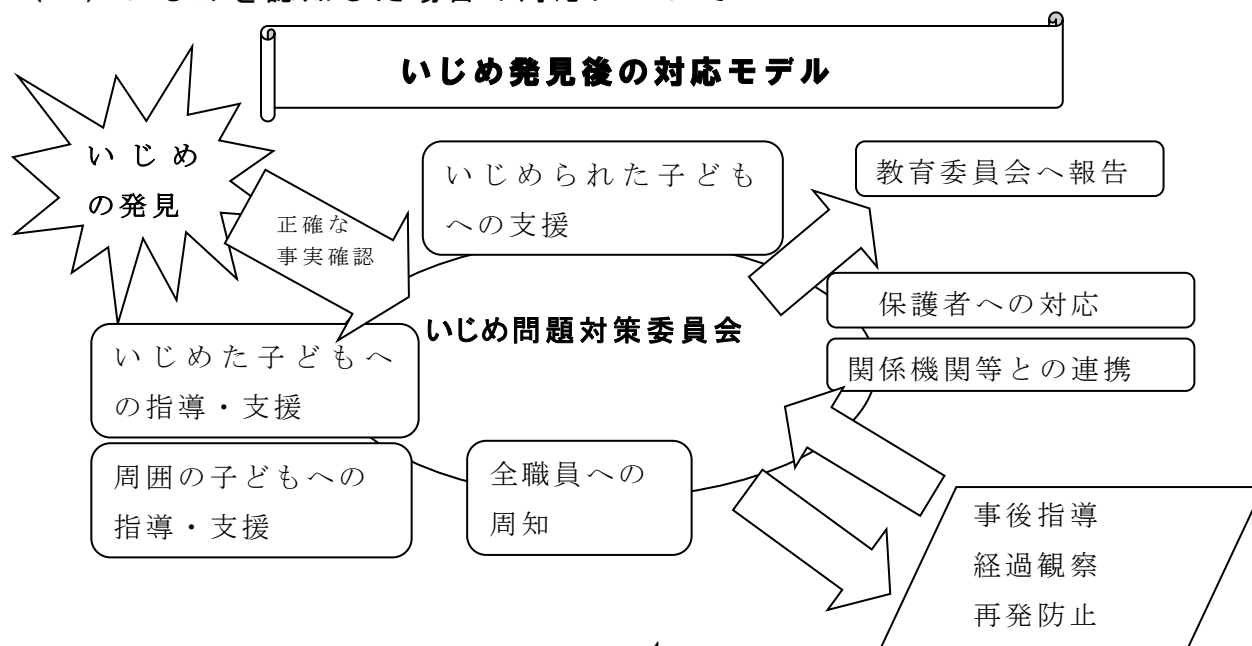 いじめ発見後の対応モデル
いじめ
の発見
正確な
事実確認
いじめられた子ども
への支援
教育委員会へ報告
保護者への対応
関係機関等との連携
いじめ問題対策委員会
いじめた子どもへ
の指導・支援
周囲の子どもへの
指導・支援
全職員への
周知
事後指導
経過観察
再発防止